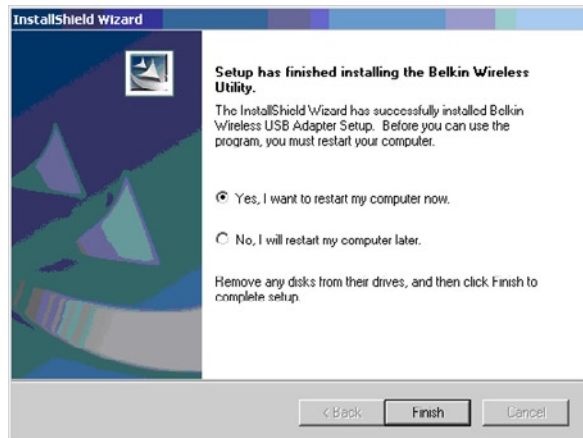 InstallShield Wizard
Setup has finished installing the Belkin Wireless
Utility.
The InstallShield Wizard has successfully installed Belkin
Wireless USB Adapter Setup. Before you can use the
program, you must restart your computer.
Yes, I want to restart my computer now.
No, I will restart my computer later.
Remove any disks from their drives, and then click Finish to
complete setup.
< Back Finish Cancel